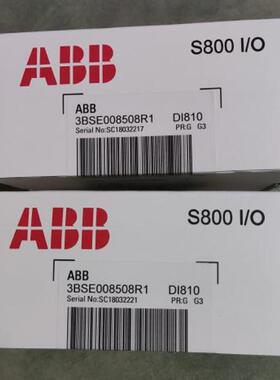 ABB
S800 I/O
ABB
3BSE008508R1 DI810
Serial No:SC18032217 PR:G G3
ABB
S800 I/O
ABB
3BSE008508R1 DI810
Serial No:SC18032221 PR:G G3